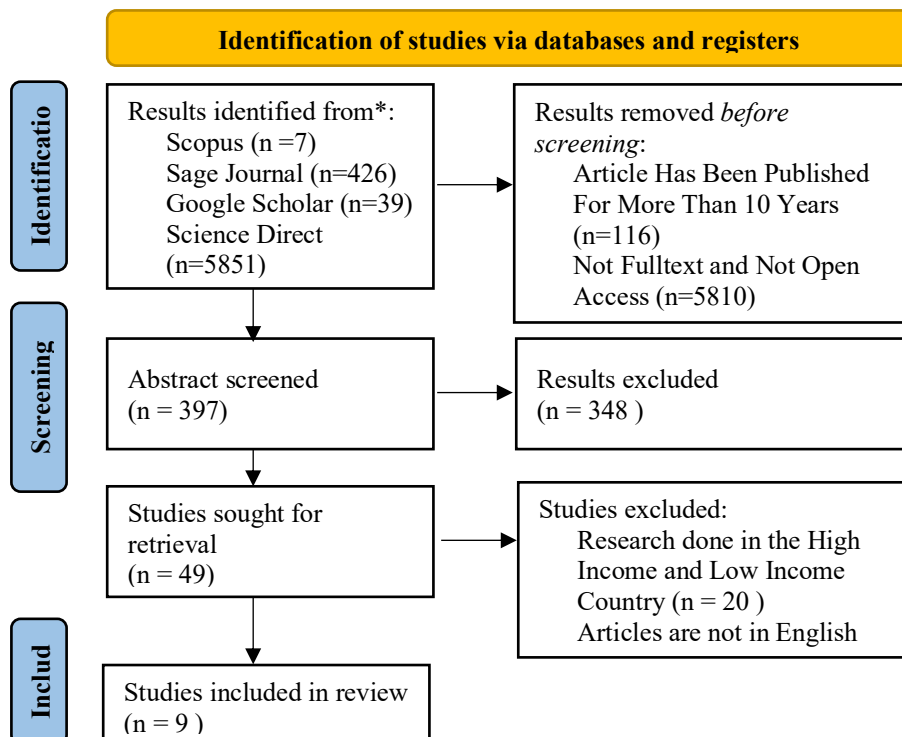 Identification of studies via databases and registers
Identificatio
Results identified from*:
Scopus (n =7)
Sage Journal (n=426)
Google Scholar (n=39)
Science Direct
(n=5851)
Results removed before
screening:
Article Has Been Published
For More Than 10 Years
(n=116)
Not Fulltext and Not Open
Access (n=5810)
Screening
Abstract screened
(n = 397)
Results excluded
(n = 348 )
Studies sought for
retrieval
(n = 49)
Studies excluded:
Research done in the High
Income and Low Income
Country (n = 20 )
Articles are not in English
Includ
Studies included in review
(n = 9 )